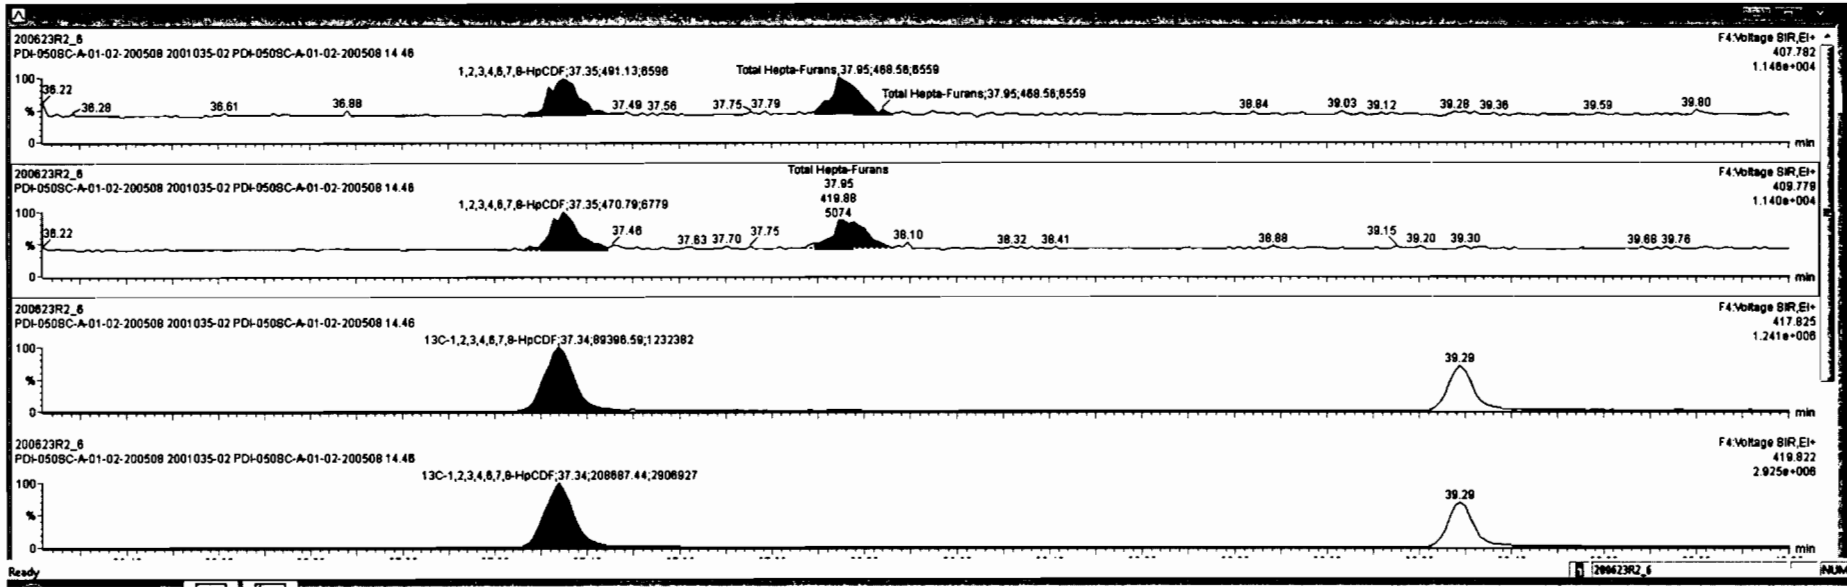 200623R2_6
PDI-050SC-A-01-02-200508 2001035-02 PDI-050SC-A-01-02-200508 14.46
F4:Voltage SIR,EI+
407.782
1.146e+004
100
%
0
36.22
36.28
36.61
36.88
1,2,3,4,6,7,8-HpCDF;37.35;491.13;6596
37.49 37.56
37.75 37.79
Total Hepta-Furans;37.95;468.56;6559
Total Hepta-Furans;37.95;468.56;6559
38.84
39.03 39.12
39.28 39.36
39.59
39.80
min
200623R2_6
PDI-050SC-A-01-02-200508 2001035-02 PDI-050SC-A-01-02-200508 14.46
F4:Voltage SIR,EI+
409.779
1.140e+004
100
%
0
36.22
1,2,3,4,6,7,8-HpCDF;37.35;470.79;6779
37.46
37.63 37.70 37.75
Total Hepta-Furans
37.95
419.88
5074
38.10
38.32 38.41
38.88
39.15
39.20 39.30
39.68 39.76
min
200623R2_6
PDI-050SC-A-01-02-200508 2001035-02 PDI-050SC-A-01-02-200508 14.46
F4:Voltage SIR,EI+
417.825
1.241e+006
100
%
0
13C-1,2,3,4,6,7,8-HpCDF;37.34;89396.59;1232382
39.29
min
200623R2_6
PDI-050SC-A-01-02-200508 2001035-02 PDI-050SC-A-01-02-200508 14.46
F4:Voltage SIR,EI+
419.822
2.925e+006
100
%
0
13C-1,2,3,4,6,7,8-HpCDF;37.34;208687.44;2906927
39.29
min
Ready
200623R2_6
NUM